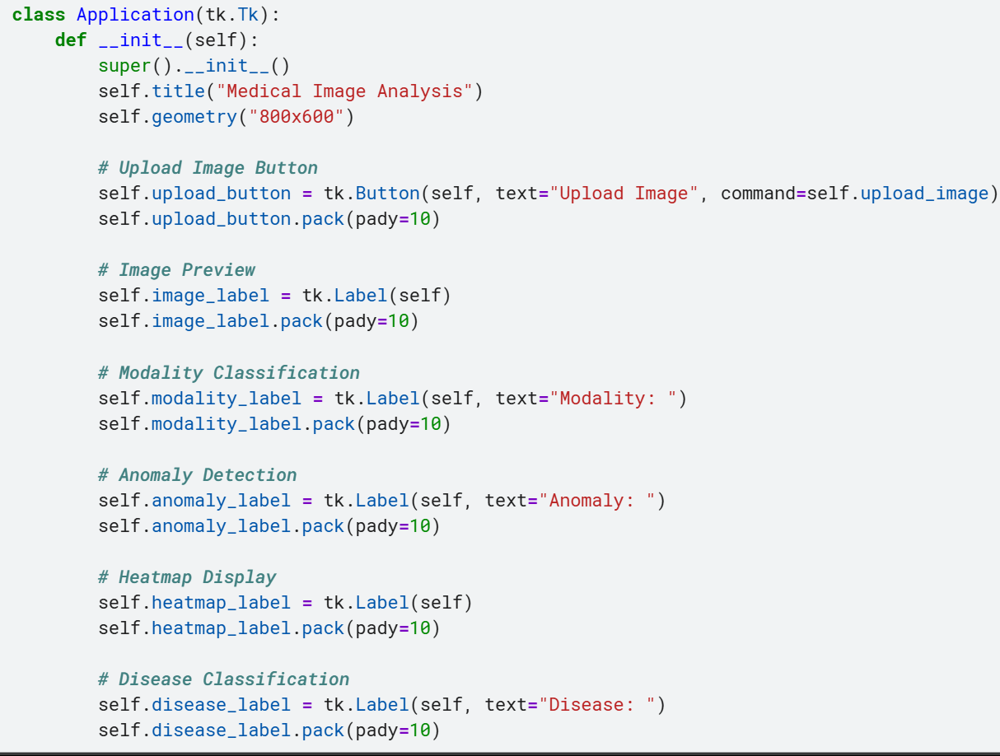 class Application(tk.Tk):
    def __init__(self):
        super().__init__()
        self.title("Medical Image Analysis")
        self.geometry("800x600")

        # Upload Image Button
        self.upload_button = tk.Button(self, text="Upload Image", command=self.upload_image)
        self.upload_button.pack(pady=10)

        # Image Preview
        self.image_label = tk.Label(self)
        self.image_label.pack(pady=10)

        # Modality Classification
        self.modality_label = tk.Label(self, text="Modality: ")
        self.modality_label.pack(pady=10)

        # Anomaly Detection
        self.anomaly_label = tk.Label(self, text="Anomaly: ")
        self.anomaly_label.pack(pady=10)

        # Heatmap Display
        self.heatmap_label = tk.Label(self)
        self.heatmap_label.pack(pady=10)

        # Disease Classification
        self.disease_label = tk.Label(self, text="Disease: ")
        self.disease_label.pack(pady=10)